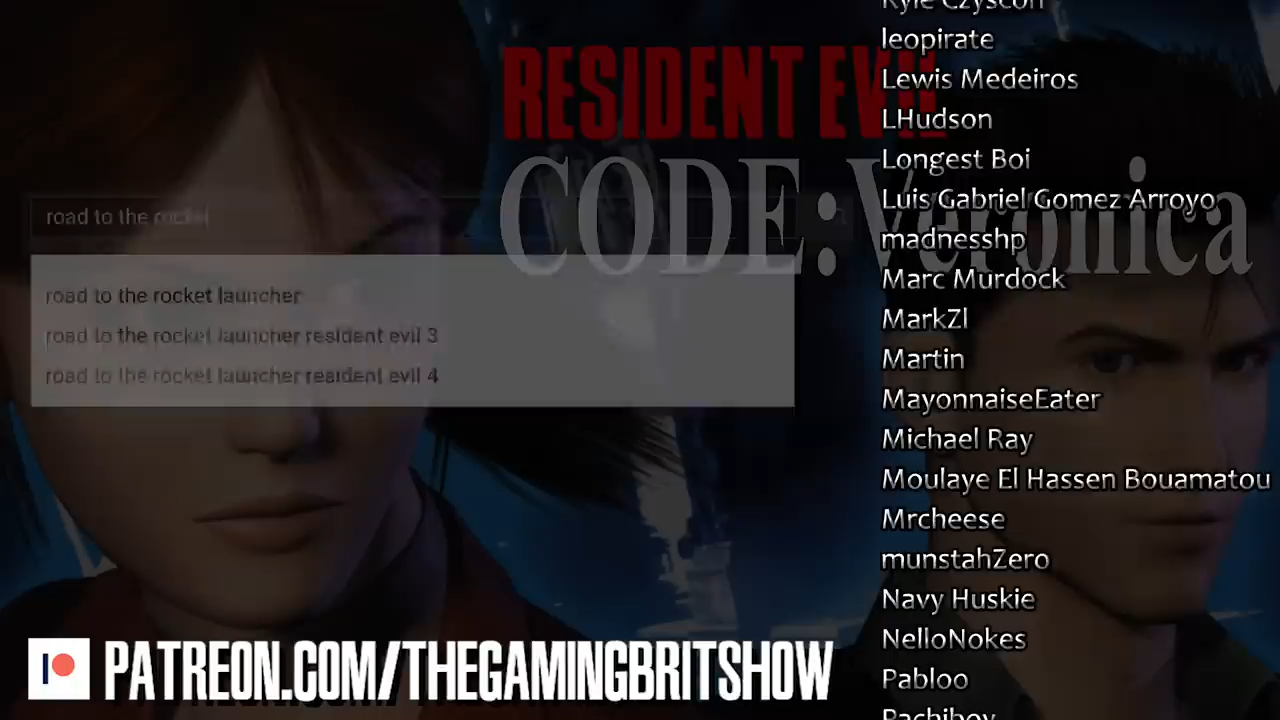 RESIDENT EVIL
CODE:Veronica
road to the rocket
road to the rocket launcher
road to the rocket launcher resident evil 3
road to the rocket launcher resident evil 4
PATREON.COM/THEGAMINGBRITSHOW
Kyle Czyscon
leopirate
Lewis Medeiros
LHudson
Longest Boi
Luis Gabriel Gomez Arroyo
madnesshp
Marc Murdock
MarkZl
Martin
MayonnaiseEater
Michael Ray
Moulaye El Hassen Bouamatou
Mrcheese
munstahZero
Navy Huskie
NelloNokes
Pabloo
Pachiboy